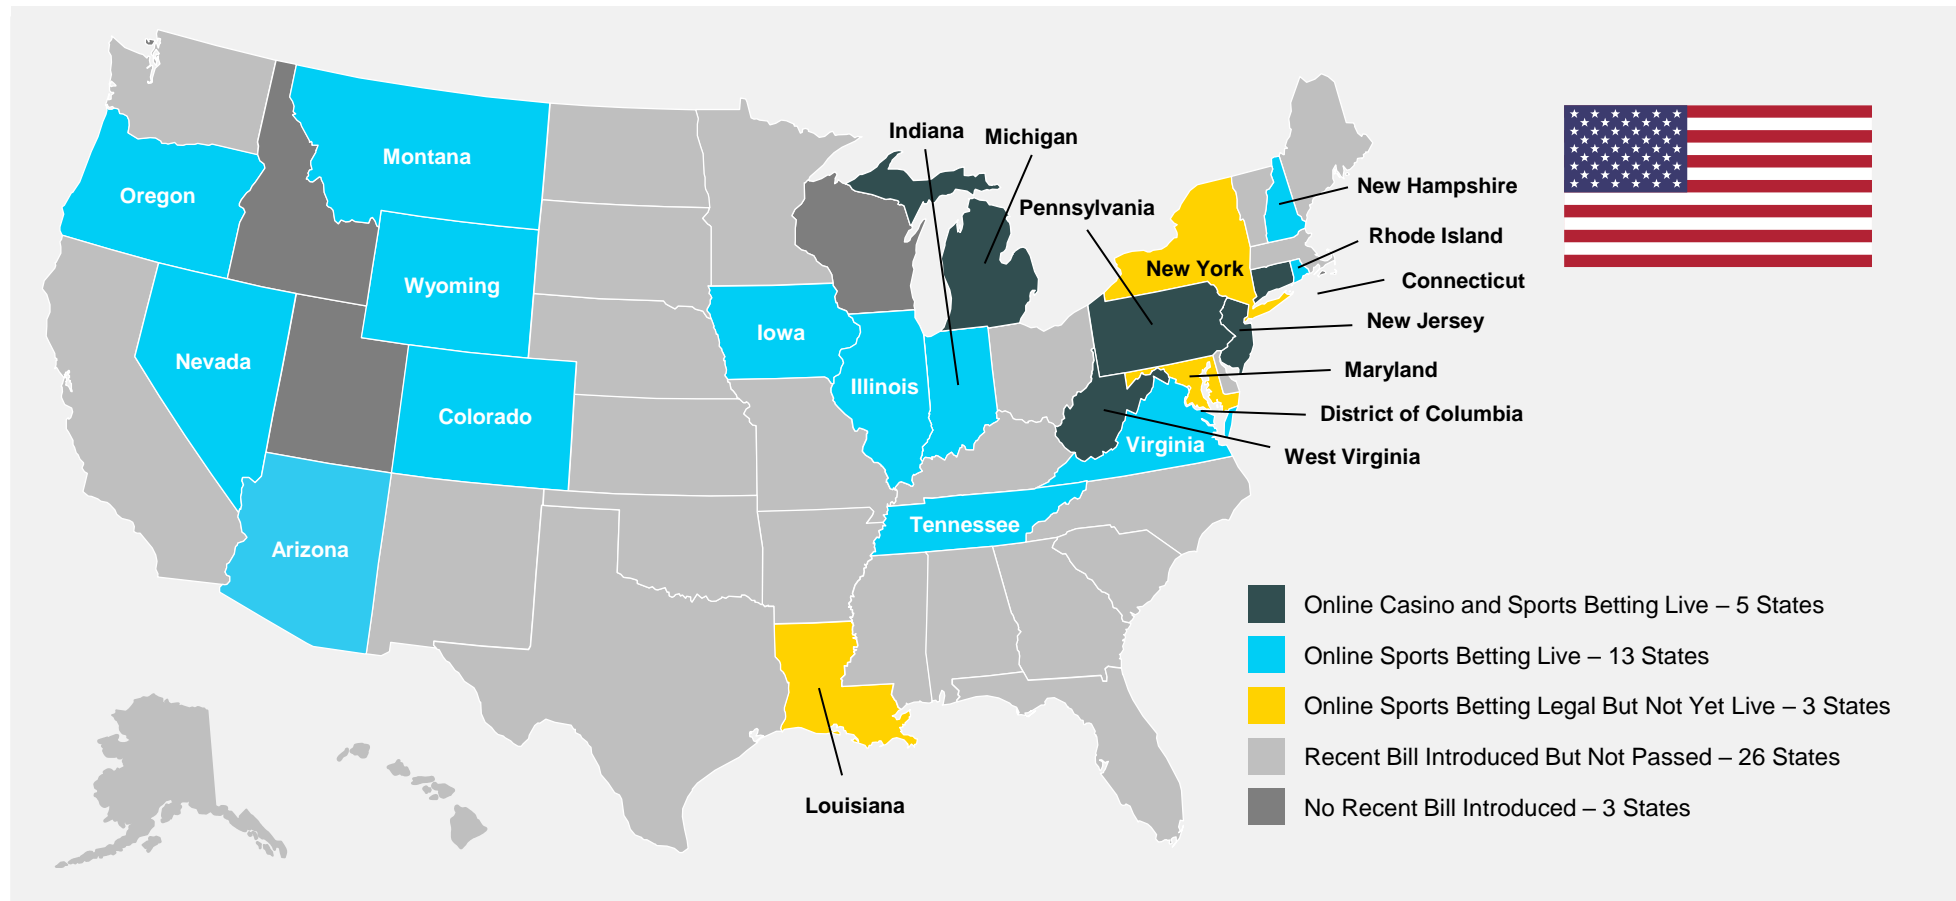 Indiana
Michigan
Montana
Oregon
New Hampshire
Pennsylvania
Rhode Island
New York
Connecticut
Wyoming
New Jersey
Iowa
Nevada
Maryland
Illinois
Colorado
District of Columbia
Virginia
West Virginia
Tennessee
Arizona
Louisiana
Online Casino and Sports Betting Live – 5 States
Online Sports Betting Live – 13 States
Online Sports Betting Legal But Not Yet Live – 3 States
Recent Bill Introduced But Not Passed – 26 States
No Recent Bill Introduced – 3 States